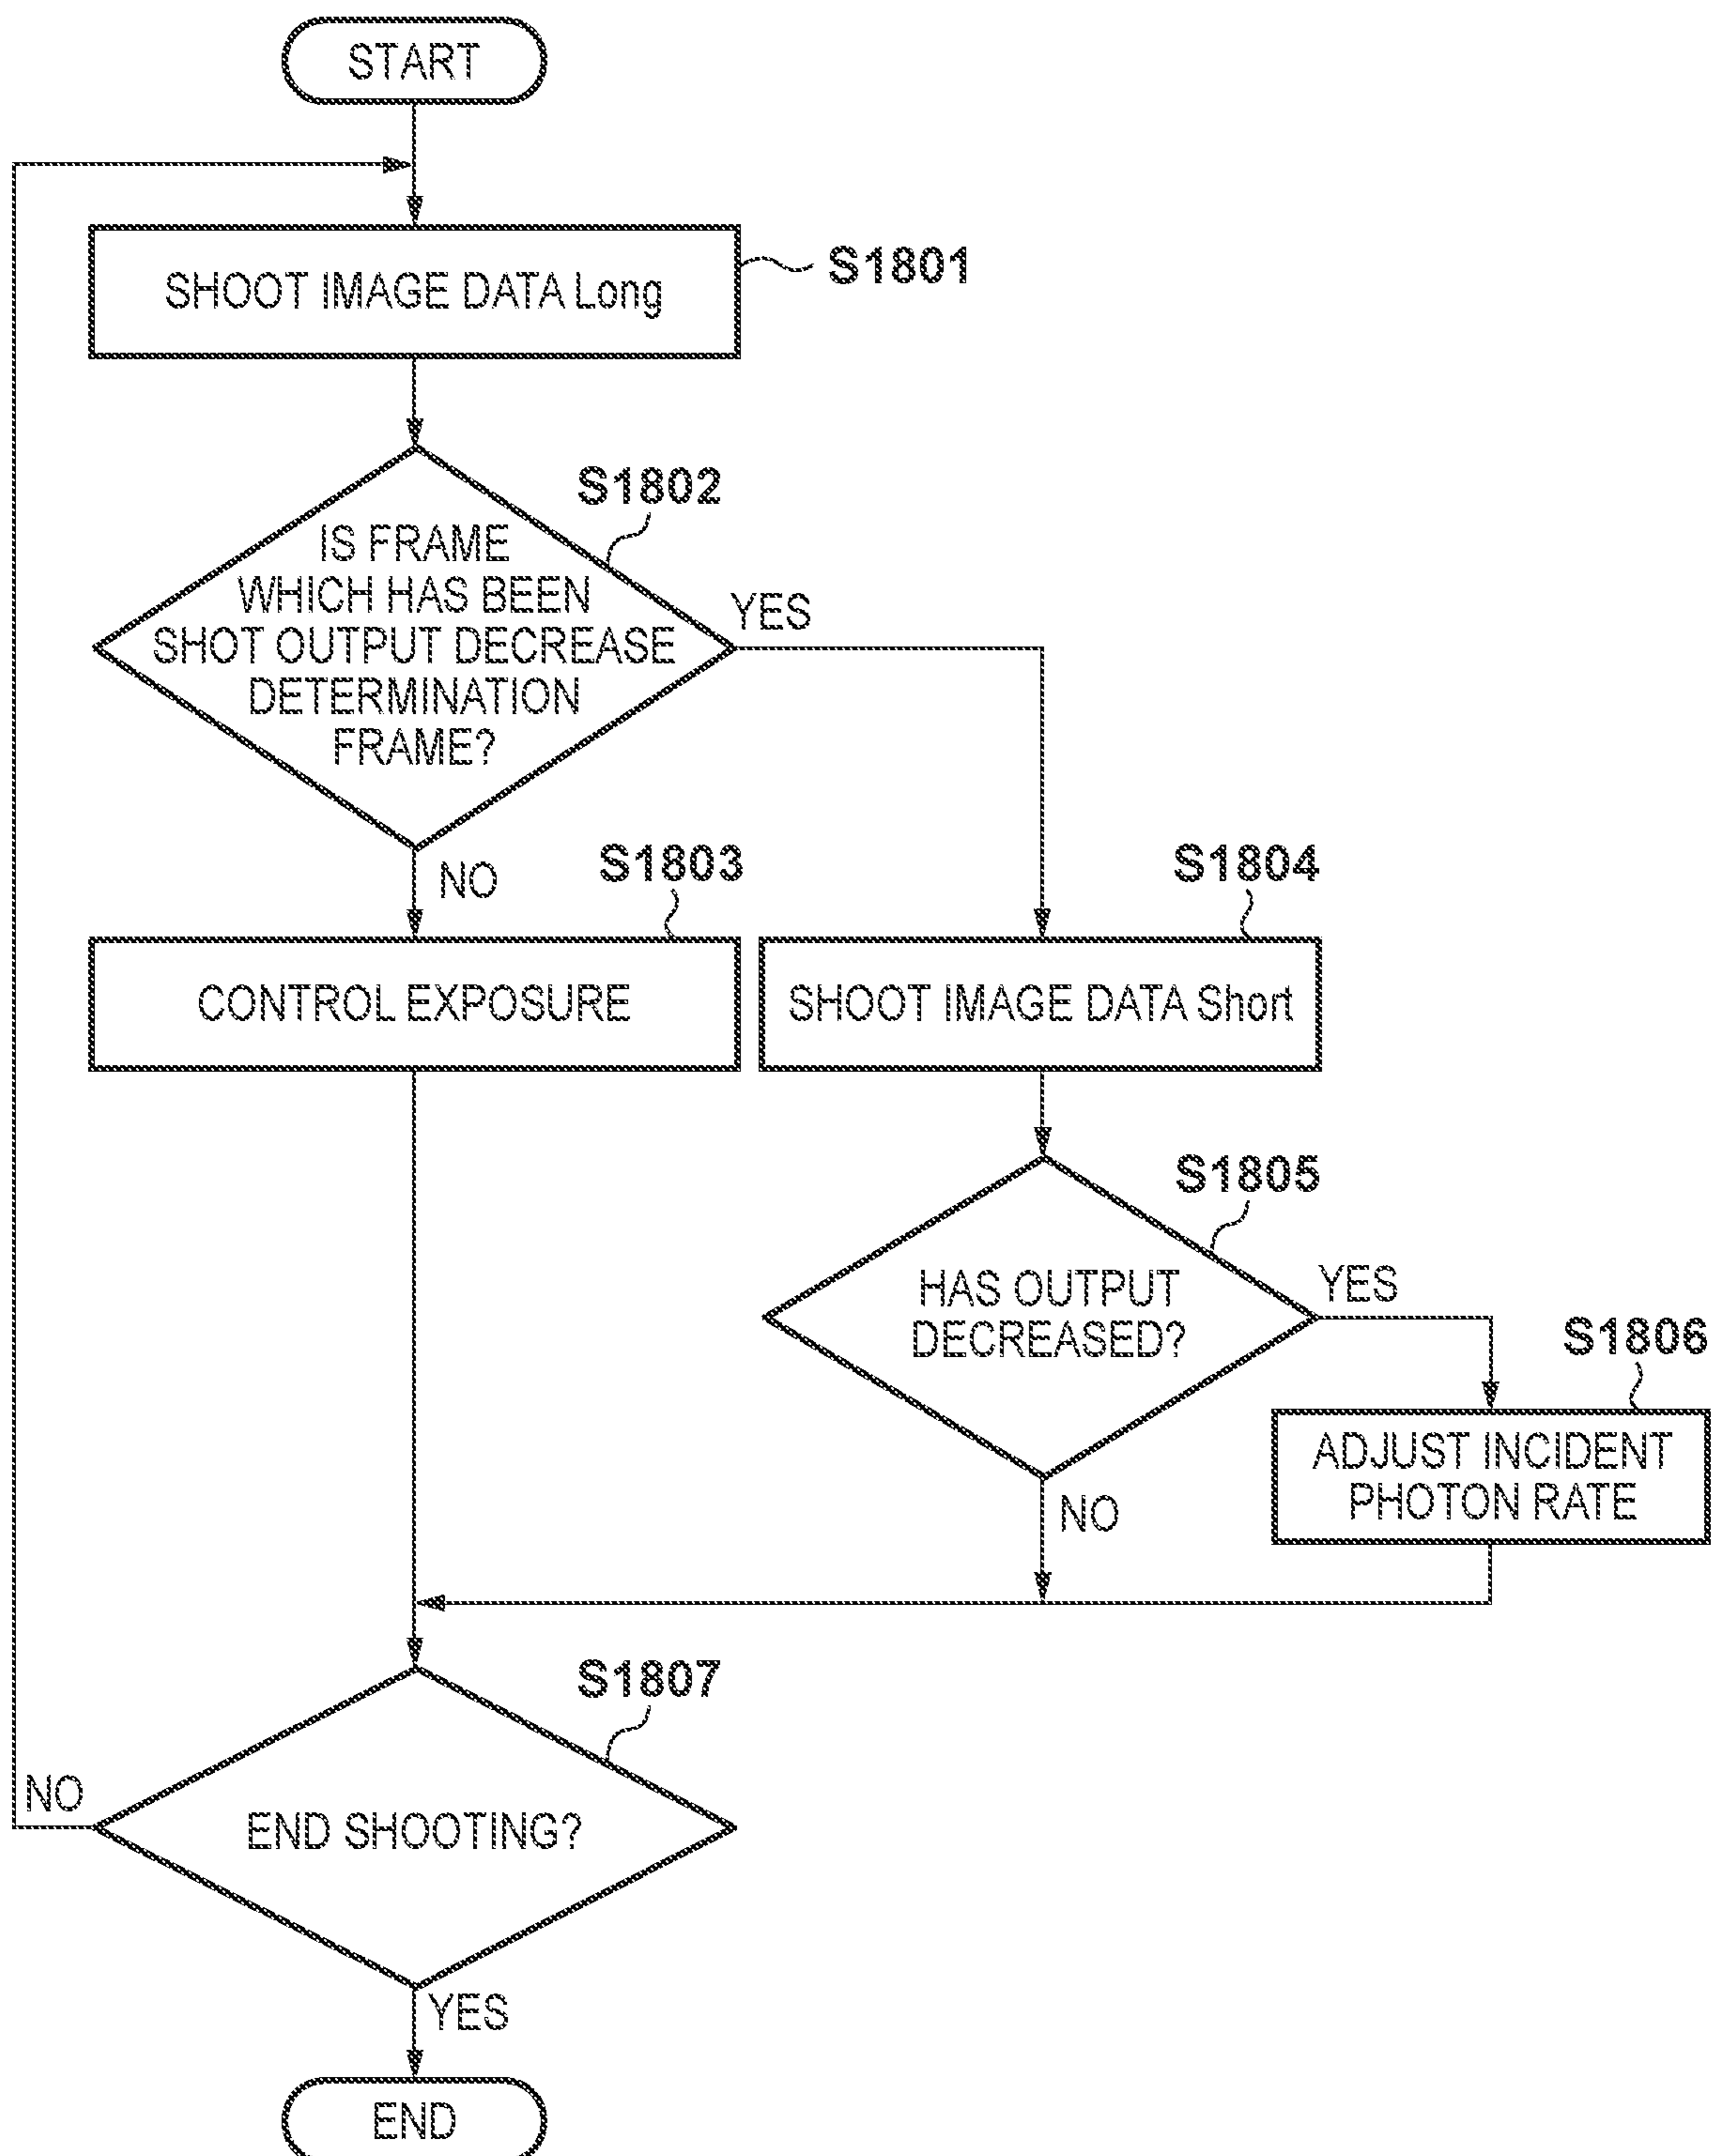 START
SHOOT IMAGE DATA Long
S1801
S1802
IS FRAME
WHICH HAS BEEN
SHOT OUTPUT DECREASE
DETERMINATION
FRAME?
YES
NO
S1803
CONTROL EXPOSURE
S1804
SHOOT IMAGE DATA Short
S1805
HAS OUTPUT
DECREASED?
YES
NO
S1806
ADJUST INCIDENT
PHOTON RATE
S1807
END SHOOTING?
NO
YES
END